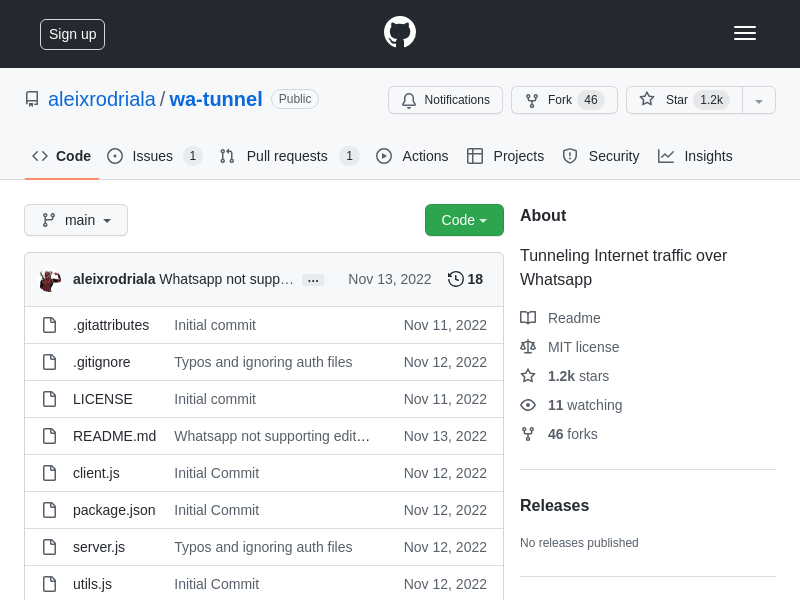 Sign up
aleixrodriala / wa-tunnel Public
Notifications Fork 46 Star 1.2k
Code Issues 1 Pull requests 1 Actions Projects Security Insights
main Code
aleixrodriala Whatsapp not supp… … Nov 13, 2022 18
.gitattributes Initial commit Nov 11, 2022
.gitignore Typos and ignoring auth files Nov 12, 2022
LICENSE Initial commit Nov 11, 2022
README.md Whatsapp not supporting edit… Nov 13, 2022
client.js Initial Commit Nov 12, 2022
package.json Initial Commit Nov 12, 2022
server.js Typos and ignoring auth files Nov 12, 2022
utils.js Initial Commit Nov 12, 2022
About
Tunneling Internet traffic over
Whatsapp
Readme
MIT license
1.2k stars
11 watching
46 forks
Releases
No releases published